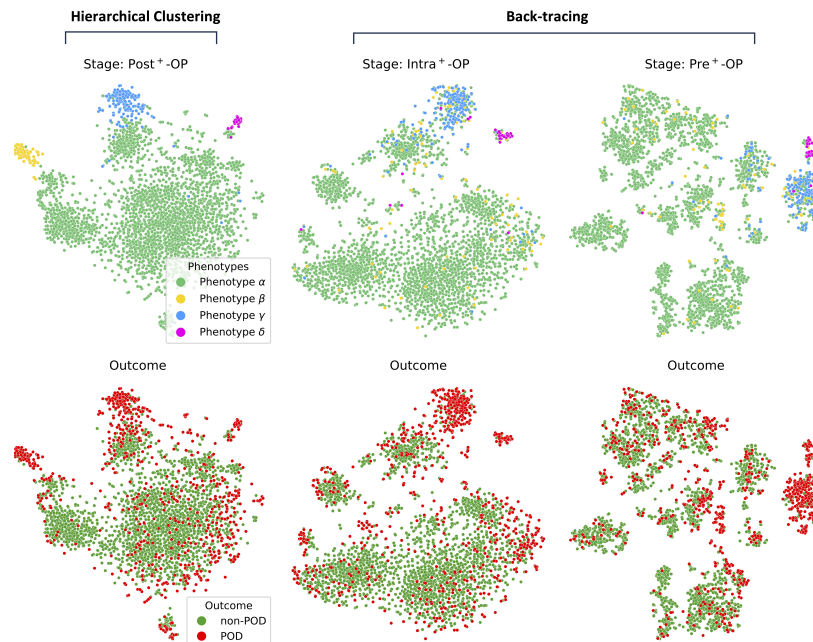 Hierarchical Clustering
Back-tracing
Stage: Post⁺-OP
Stage: Intra⁺-OP
Stage: Pre⁺-OP
Phenotypes
Phenotype α
Phenotype β
Phenotype γ
Phenotype δ
Outcome
Outcome
Outcome
Outcome
non-POD
POD